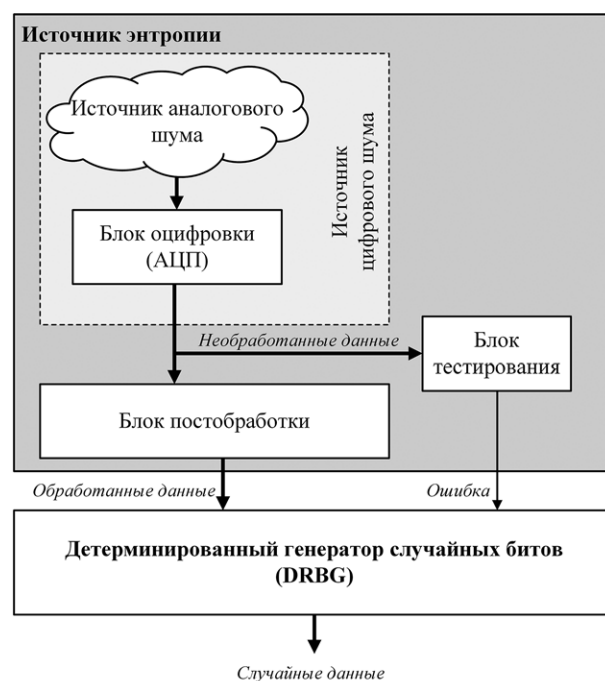 Источник энтропии
Источник аналогового
шума
Источник
цифрового шума
Блок оцифровки
(АЦП)
Необработанные данные
Блок
тестирования
Блок постобработки
Обработанные данные
Ошибка
Детерминированный генератор случайных битов
(DRBG)
Случайные данные